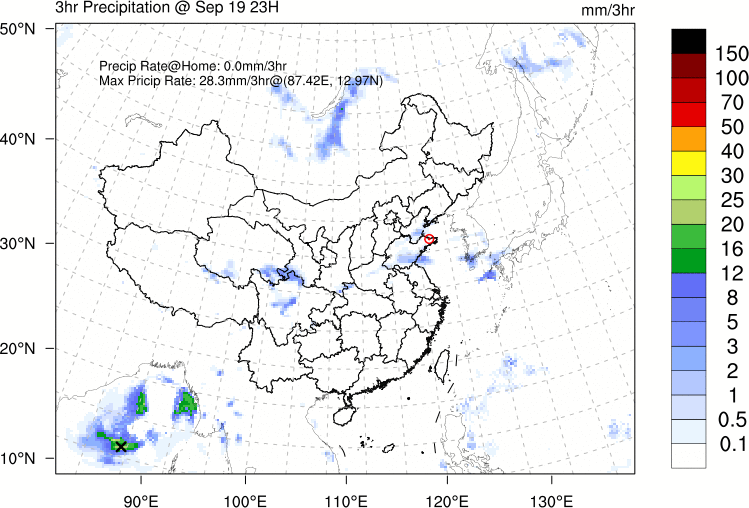 3hr Precipitation @ Sep 19 23H
mm/3hr
50°N
Precip Rate@Home: 0.0mm/3hr
Max Pricip Rate: 28.3mm/3hr@(87.42E, 12.97N)
40°N
30°N
20°N
10°N
90°E
100°E
110°E
120°E
130°E
150
100
70
50
40
30
25
20
16
12
8
5
3
2
1
0.5
0.1